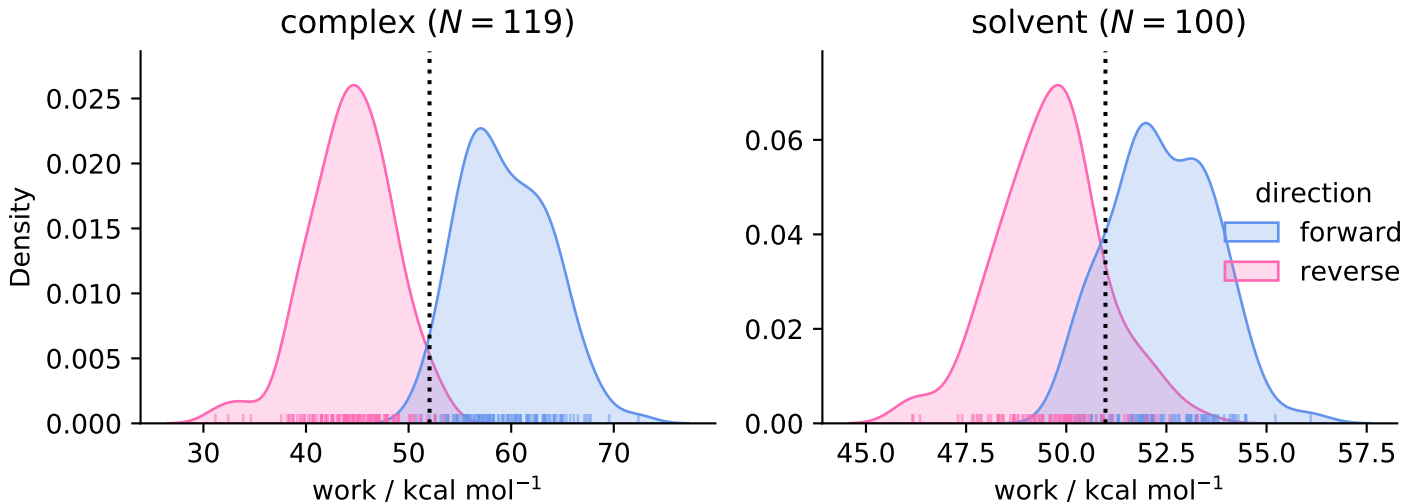 complex (N = 119)
Density
0.025
0.020
0.015
0.010
0.005
0.000
30 40 50 60 70
work / kcal mol⁻¹
solvent (N = 100)
0.06
0.04
0.02
0.00
45.0 47.5 50.0 52.5 55.0 57.5
work / kcal mol⁻¹
direction
forward
reverse